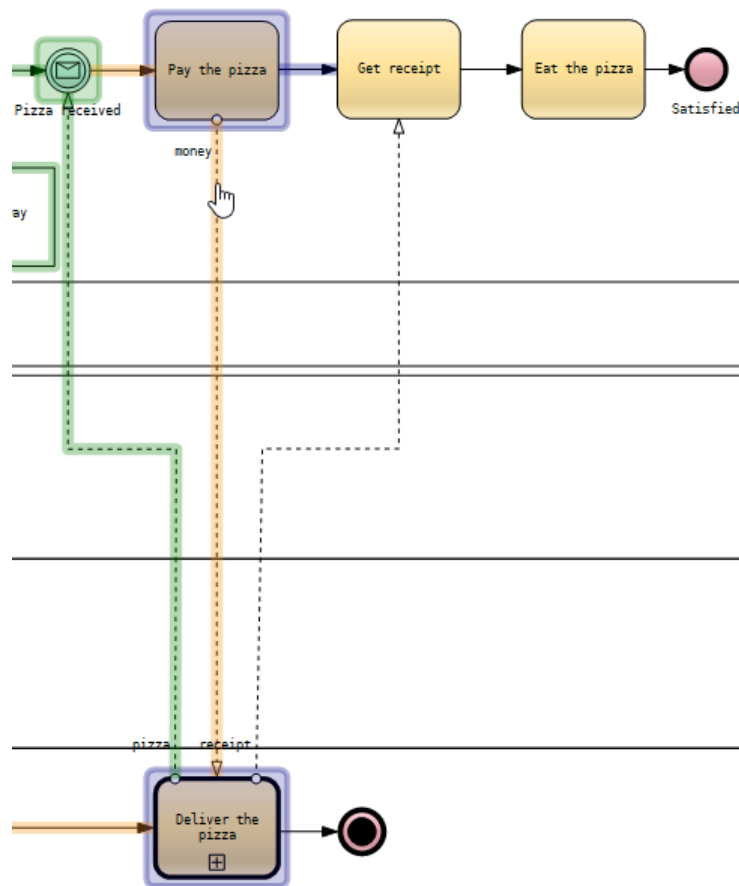 Pay the pizza
Get receipt
Eat the pizza
Pizza received
Satisfied
money
ay
pizza
receipt
Deliver the
pizza